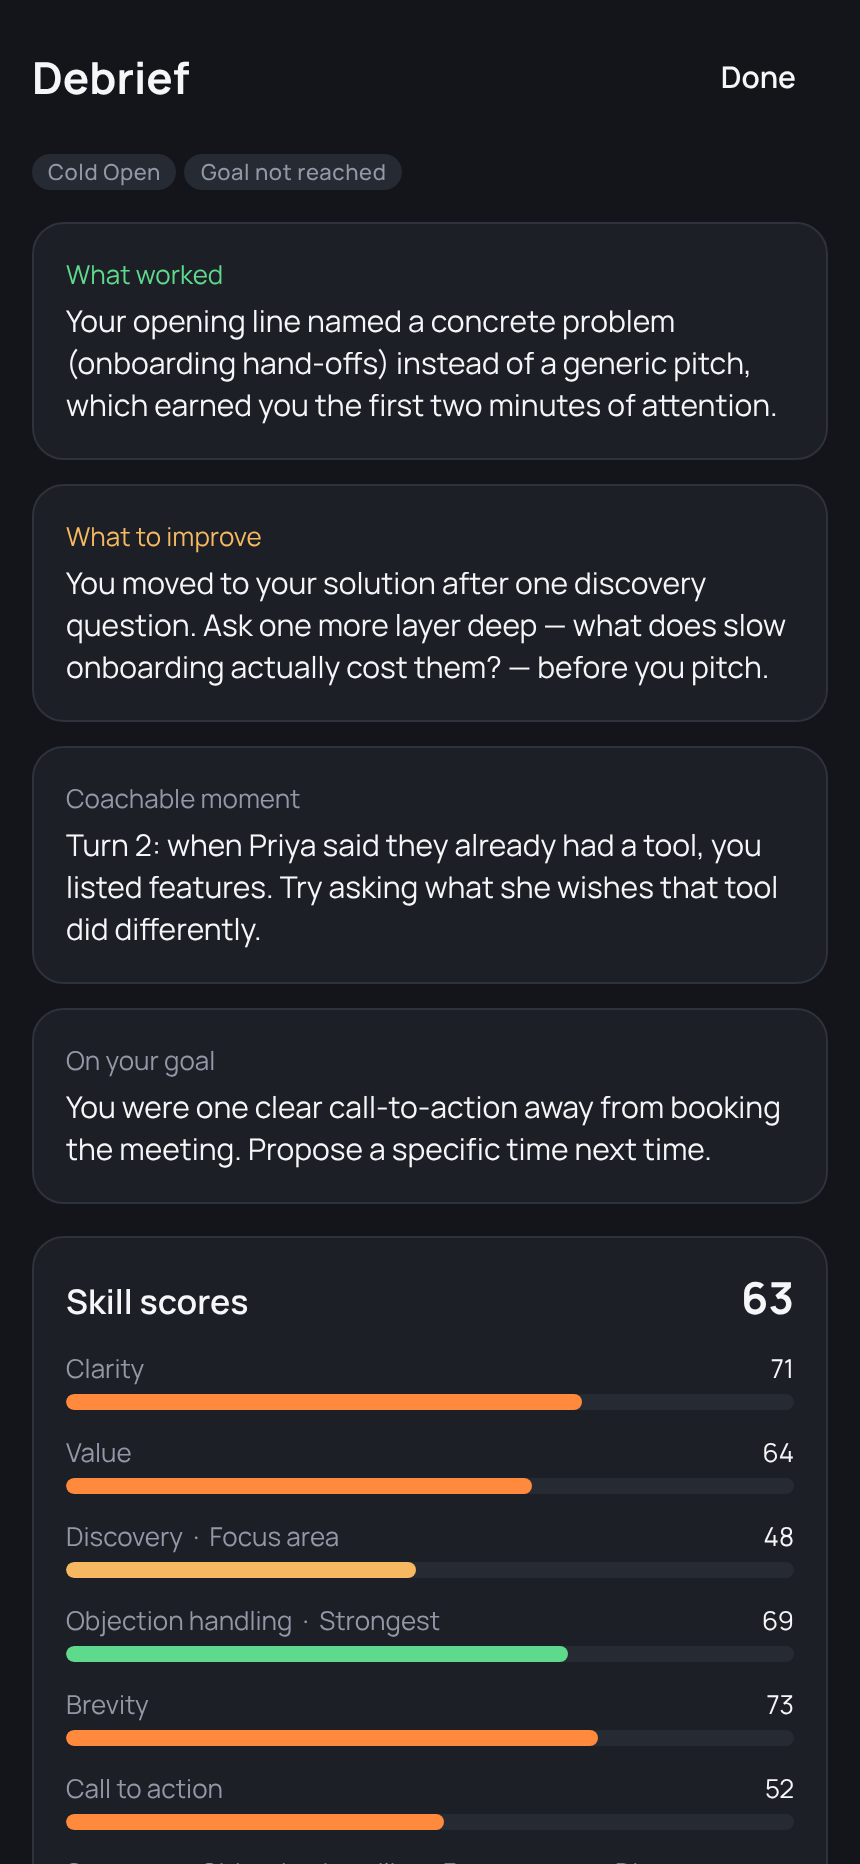 Debrief
Done
Cold Open
Goal not reached
What worked
Your opening line named a concrete problem
(onboarding hand-offs) instead of a generic pitch,
which earned you the first two minutes of attention.
What to improve
You moved to your solution after one discovery
question. Ask one more layer deep — what does slow
onboarding actually cost them? — before you pitch.
Coachable moment
Turn 2: when Priya said they already had a tool, you
listed features. Try asking what she wishes that tool
did differently.
On your goal
You were one clear call-to-action away from booking
the meeting. Propose a specific time next time.
Skill scores 63
Clarity 71
Value 64
Discovery · Focus area 48
Objection handling · Strongest 69
Brevity 73
Call to action 52